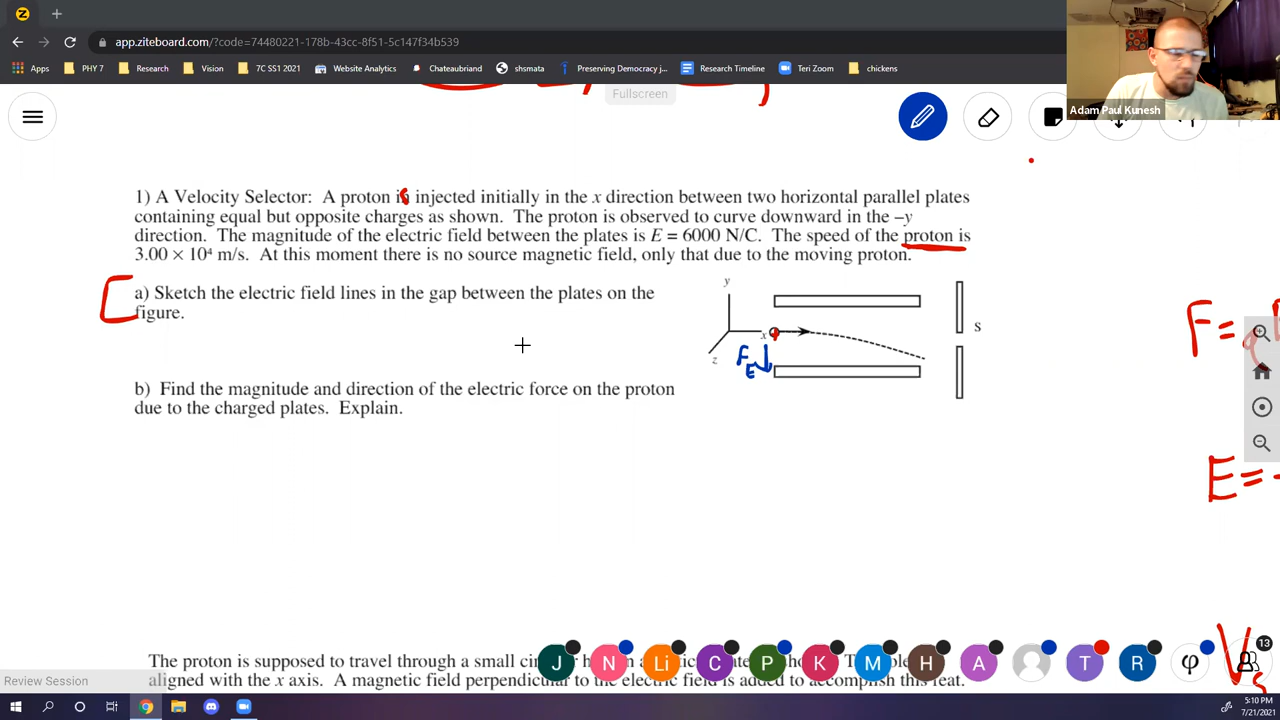 app.ziteboard.com/?code=74480221-178b-43cc-8f51-5c147f34b539
Apps PHY 7 Research Vision 7C SS1 2021 Website Analytics Chateaubriand... shsmata Preserving Democracy j... Research Timeline Teri Zoom chickens
Fullscreen
Adam Paul Kunesh
1) A Velocity Selector: A proton is injected initially in the x direction between two horizontal parallel plates
containing equal but opposite charges as shown. The proton is observed to curve downward in the –y
direction. The magnitude of the electric field between the plates is E = 6000 N/C. The speed of the proton is
3.00 × 10⁴ m/s. At this moment there is no source magnetic field, only that due to the moving proton.
a) Sketch the electric field lines in the gap between the plates on the
figure.
y
x
z
S
F_E
F=
b) Find the magnitude and direction of the electric force on the proton
due to the charged plates. Explain.
E=
The proton is supposed to travel through a small
aligned with the x axis. A magnetic field perpendicular to the electric field is added to accomplish this feat.
J N Li C P K M H A T R φ 13
V
Review Session
5:10 PM
7/21/2021